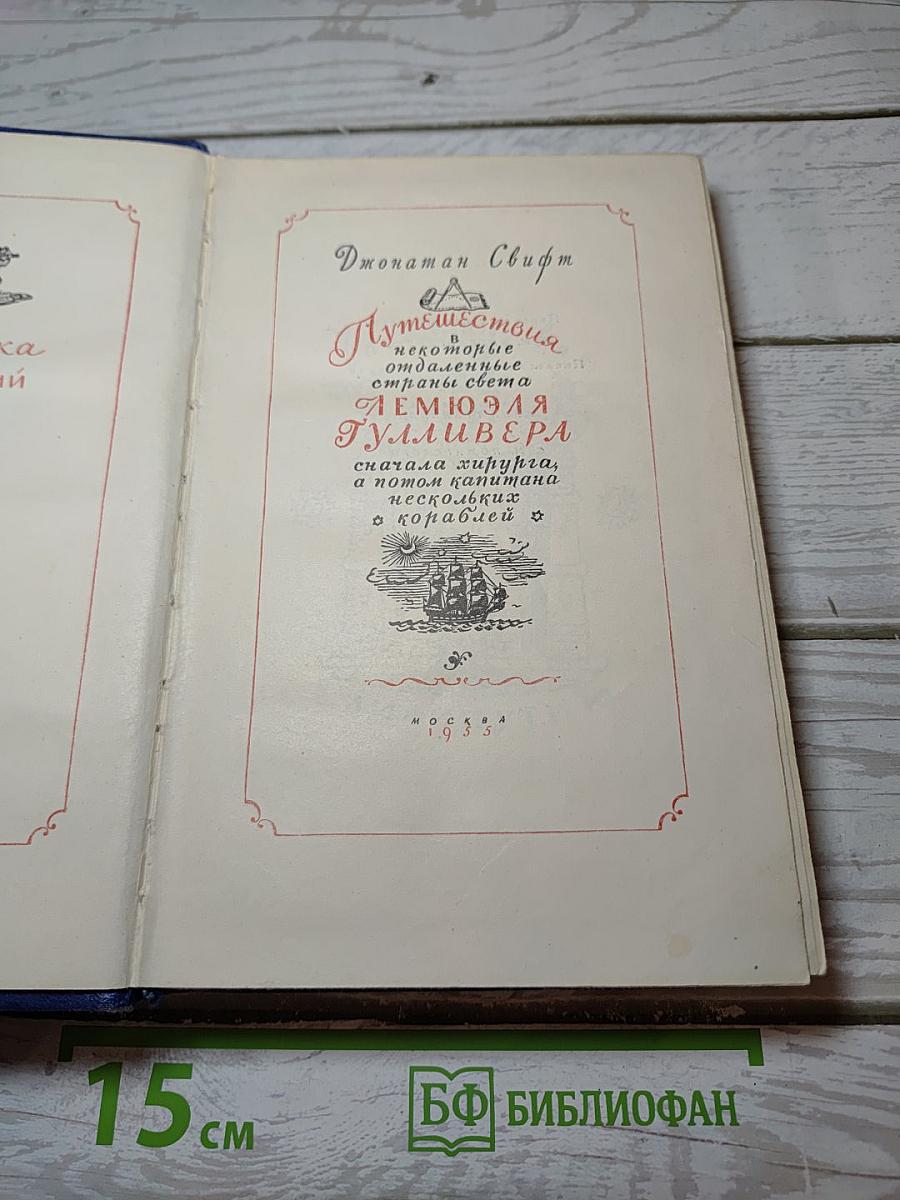 Джонатан Свифт
Путешествия
в
некоторые
отдаленные
страны света
ЛЕМЮЭЛЯ
ГУЛЛИВЕРА
сначала хирурга,
а потом капитана
нескольких
кораблей
МОСКВА
1955
15 см
БФ БИБЛИОФАН